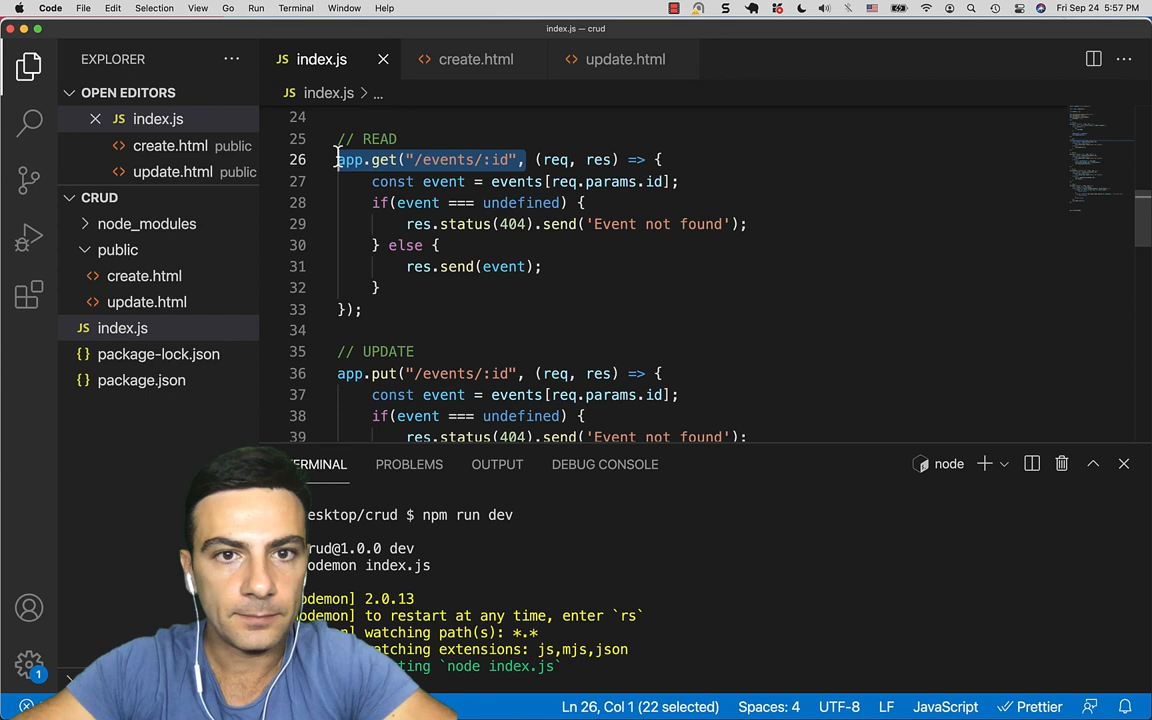 Code File Edit Selection View Go Run Terminal Window Help Fri Sep 24 5:57 PM
index.js — crud
EXPLORER ...
JS index.js
<> create.html
<> update.html
OPEN EDITORS
JS index.js
<> create.html public
<> update.html public
CRUD
node_modules
public
<> create.html
<> update.html
JS index.js
{} package-lock.json
{} package.json
1
JS index.js > ...
24
25 // READ
26 app.get("/events/:id", (req, res) => {
27 const event = events[req.params.id];
28 if(event === undefined) {
29 res.status(404).send('Event not found');
30 } else {
31 res.send(event);
32 }
33 });
34
35 // UPDATE
36 app.put("/events/:id", (req, res) => {
37 const event = events[req.params.id];
38 if(event === undefined) {
39 res.status(404).send('Event not found');
PROBLEMS OUTPUT DEBUG CONSOLE node
$ npm run dev
@1.0.0 dev
index.js
2.0.13
to restart at any time, enter `rs`
watching path(s): *.*
extensions: js,mjs,json
`node index.js`
Ln 26, Col 1 (22 selected) Spaces: 4 UTF-8 LF JavaScript Prettier